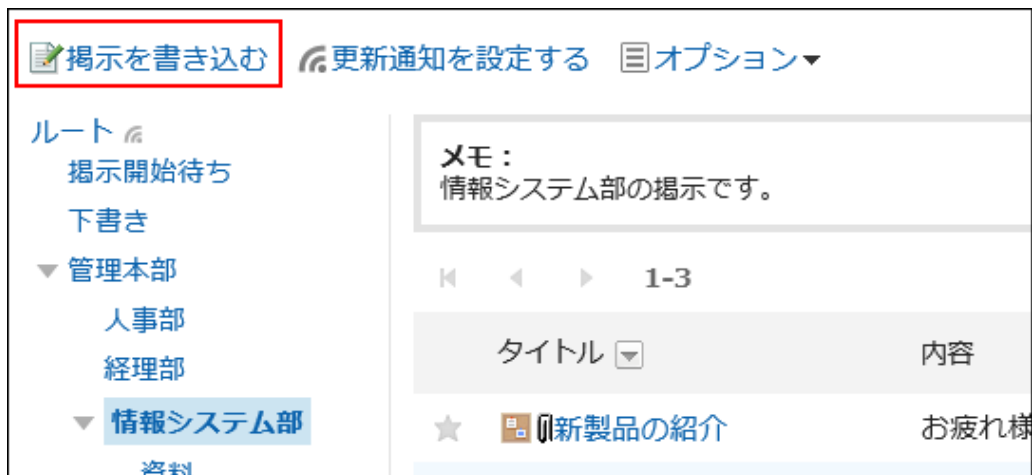 掲示を書き込む 更新通知を設定する オプション
ルート
掲示開始待ち
下書き
管理本部
人事部
経理部
情報システム部
資料
メモ：
情報システム部の掲示です。
1-3
タイトル 内容
新製品の紹介 お疲れ様